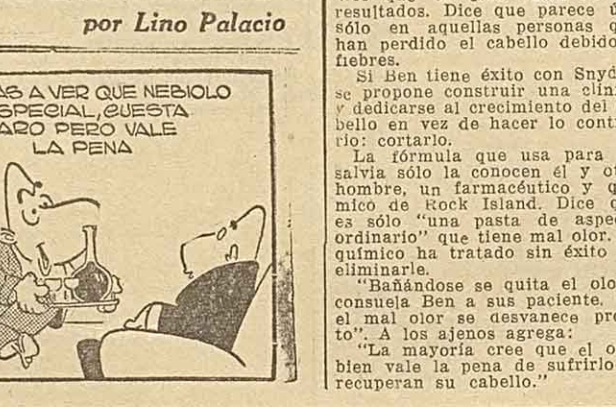 por Lino Palacio
A VER QUE NEBIOLO
SPECIAL, CUESTA
ARO PERO VALE
LA PENA
resultados. Dice que parece
sólo en aquellas personas
han perdido el cabello debido
fiebres.
Si Ben tiene éxito con Snyd
se propone construir una clín
y dedicarse al crecimiento del
bello en vez de hacer lo cont
rio: cortarlo.
La fórmula que usa para
salvia sólo la conocen él y ot
hombre, un farmacéutico y q
mico de Rock Island. Dice q
es sólo "una pasta de aspe
ordinario" que tiene mal olor.
químico ha tratado sin éxito
eliminarle.
"Bañándose se quita el olo
consuela Ben a sus paciente,
el mal olor se desvanece pre
to". A los ajenos agrega:
"La mayoría cree que el o
bien vale la pena de sufrirlo
recuperan su cabello."